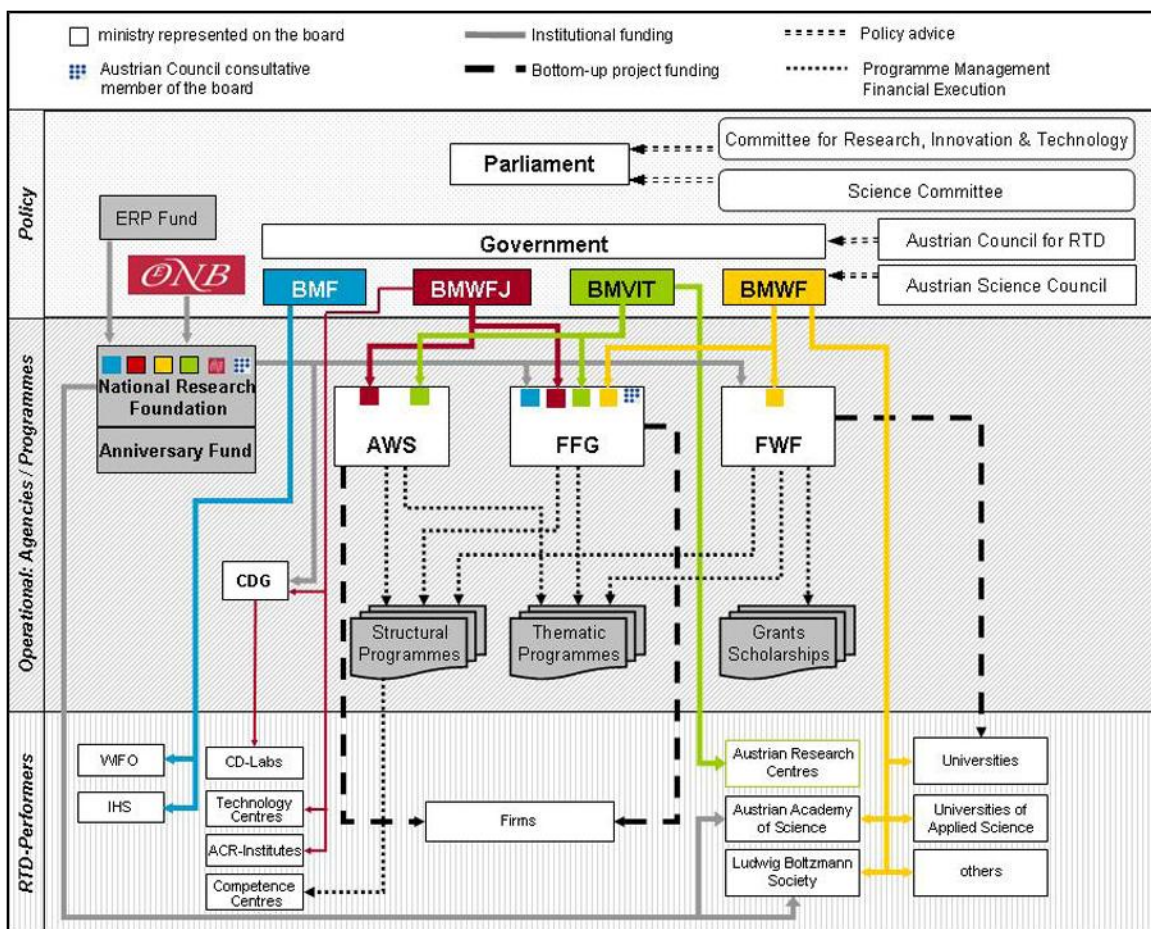 ministry represented on the board
Institutional funding
Policy advice
Austrian Council consultative
member of the board
Bottom-up project funding
Programme Management
Financial Execution
Policy
Committee for Research, Innovation & Technology
Parliament
Science Committee
ERP Fund
Government
Austrian Council for RTD
OENB
BMF
BMWFJ
BMVIT
BMWF
Austrian Science Council
Operational: Agencies / Programmes
National Research
Foundation
Anniversary Fund
AWS
FFG
FWF
CDG
Structural
Programmes
Thematic
Programmes
Grants
Scholarships
RTD-Performers
WIFO
IHS
CD-Labs
Technology
Centres
ACR-Institutes
Competence
Centres
Firms
Austrian Research
Centres
Austrian Academy
of Science
Ludwig Boltzmann
Society
Universities
Universities
of Applied Science
others